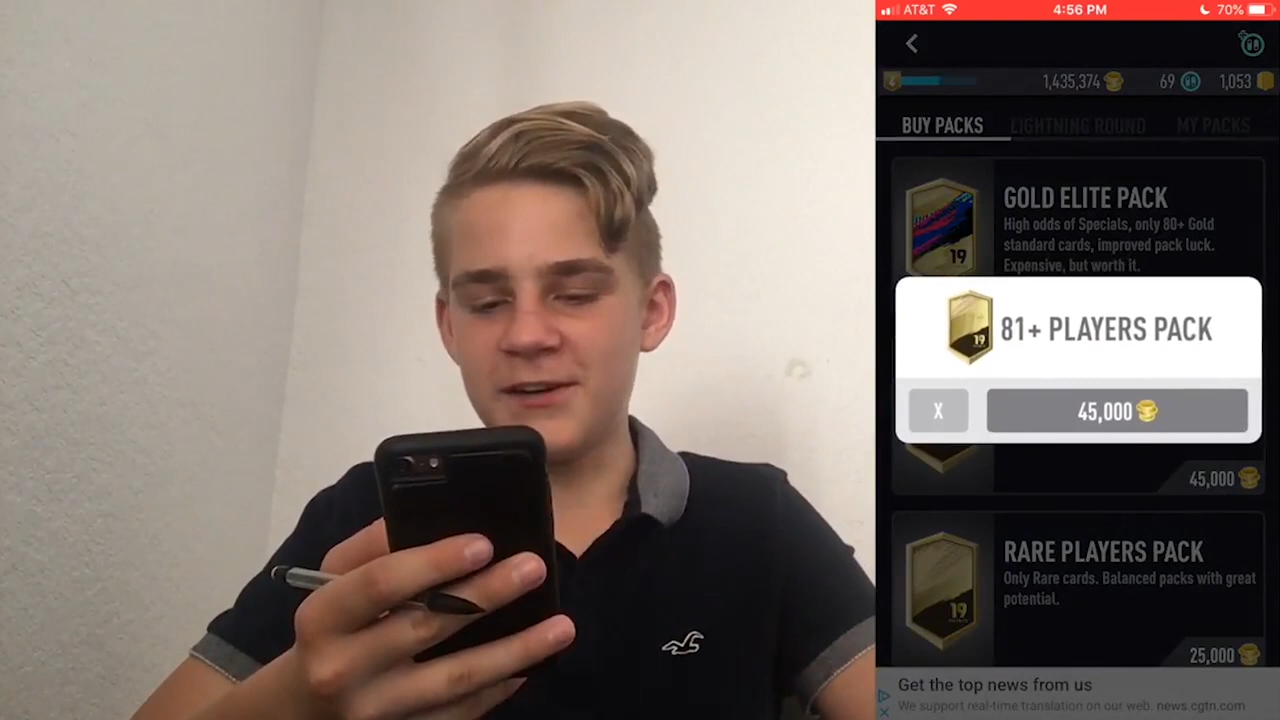 AT&T 4:56 PM 70%
1,435,374 69 1,053
BUY PACKS LIGHTNING ROUND MY PACKS
GOLD ELITE PACK
High odds of Specials, only 80+ Gold
standard cards, improved pack luck.
Expensive, but worth it.
19
81+ PLAYERS PACK
19
X 45,000
45,000
RARE PLAYERS PACK
Only Rare cards. Balanced packs with great
potential.
19
25,000
Get the top news from us
We support real-time translation on our web. news.cgtn.com
X